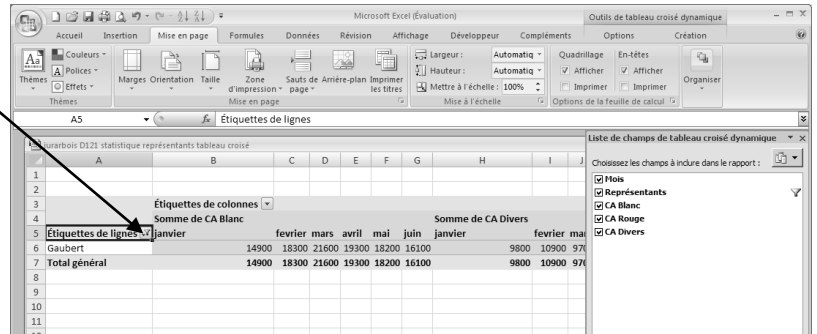 Microsoft Excel (Évaluation)
Outils de tableau croisé dynamique
Accueil Insertion Mise en page Formules Données Révision Affichage Développeur Compléments Options Création
Couleurs
Polices
Effets
Thèmes
Marges Orientation Taille Zone d'impression Sauts de page Arrière-plan Imprimer les titres
Largeur : Automatiq
Hauteur : Automatiq
Mettre à l'échelle : 100%
Quadrillage En-têtes
Afficher Afficher
Imprimer Imprimer
Organiser
Thèmes Mise en page Mise à l'échelle Options de la feuille de calcul
A5 fx Étiquettes de lignes
jurarbois D121 statistique représentants tableau croisé
A B C D E F G H I J
1
2
3 Étiquettes de colonnes
4 Somme de CA Blanc Somme de CA Divers
5 Étiquettes de lignes janvier fevrier mars avril mai juin janvier fevrier mar
6 Gaubert 14900 18300 21600 19300 18200 16100 9800 10900 970
7 Total général 14900 18300 21600 19300 18200 16100 9800 10900 970
8
9
10
11
Liste de champs de tableau croisé dynamique
Choisissez les champs à inclure dans le rapport :
Mois
Représentants
CA Blanc
CA Rouge
CA Divers